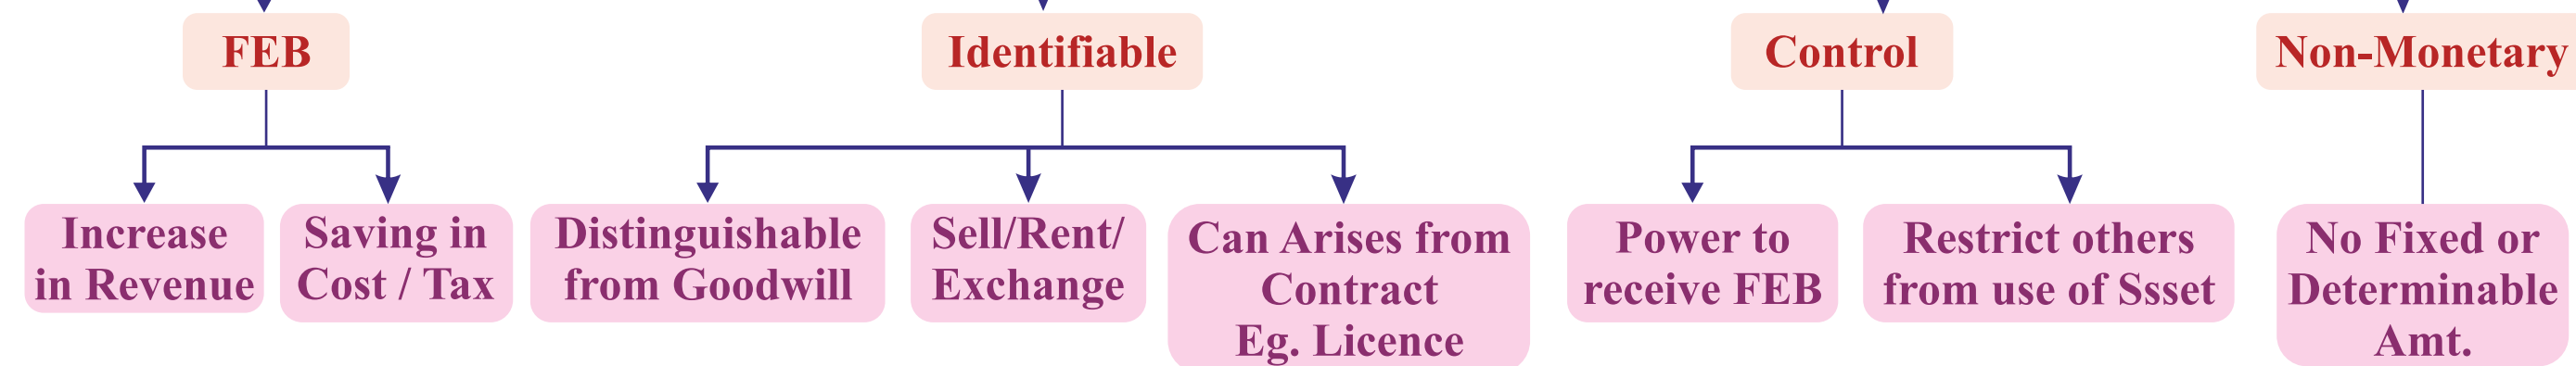 FEB
Identifiable
Control
Non-Monetary
Increase
in Revenue
Saving in
Cost / Tax
Distinguishable
from Goodwill
Sell/Rent/
Exchange
Can Arises from
Contract
Eg. Licence
Power to
receive FEB
Restrict others
from use of Ssset
No Fixed or
Determinable
Amt.